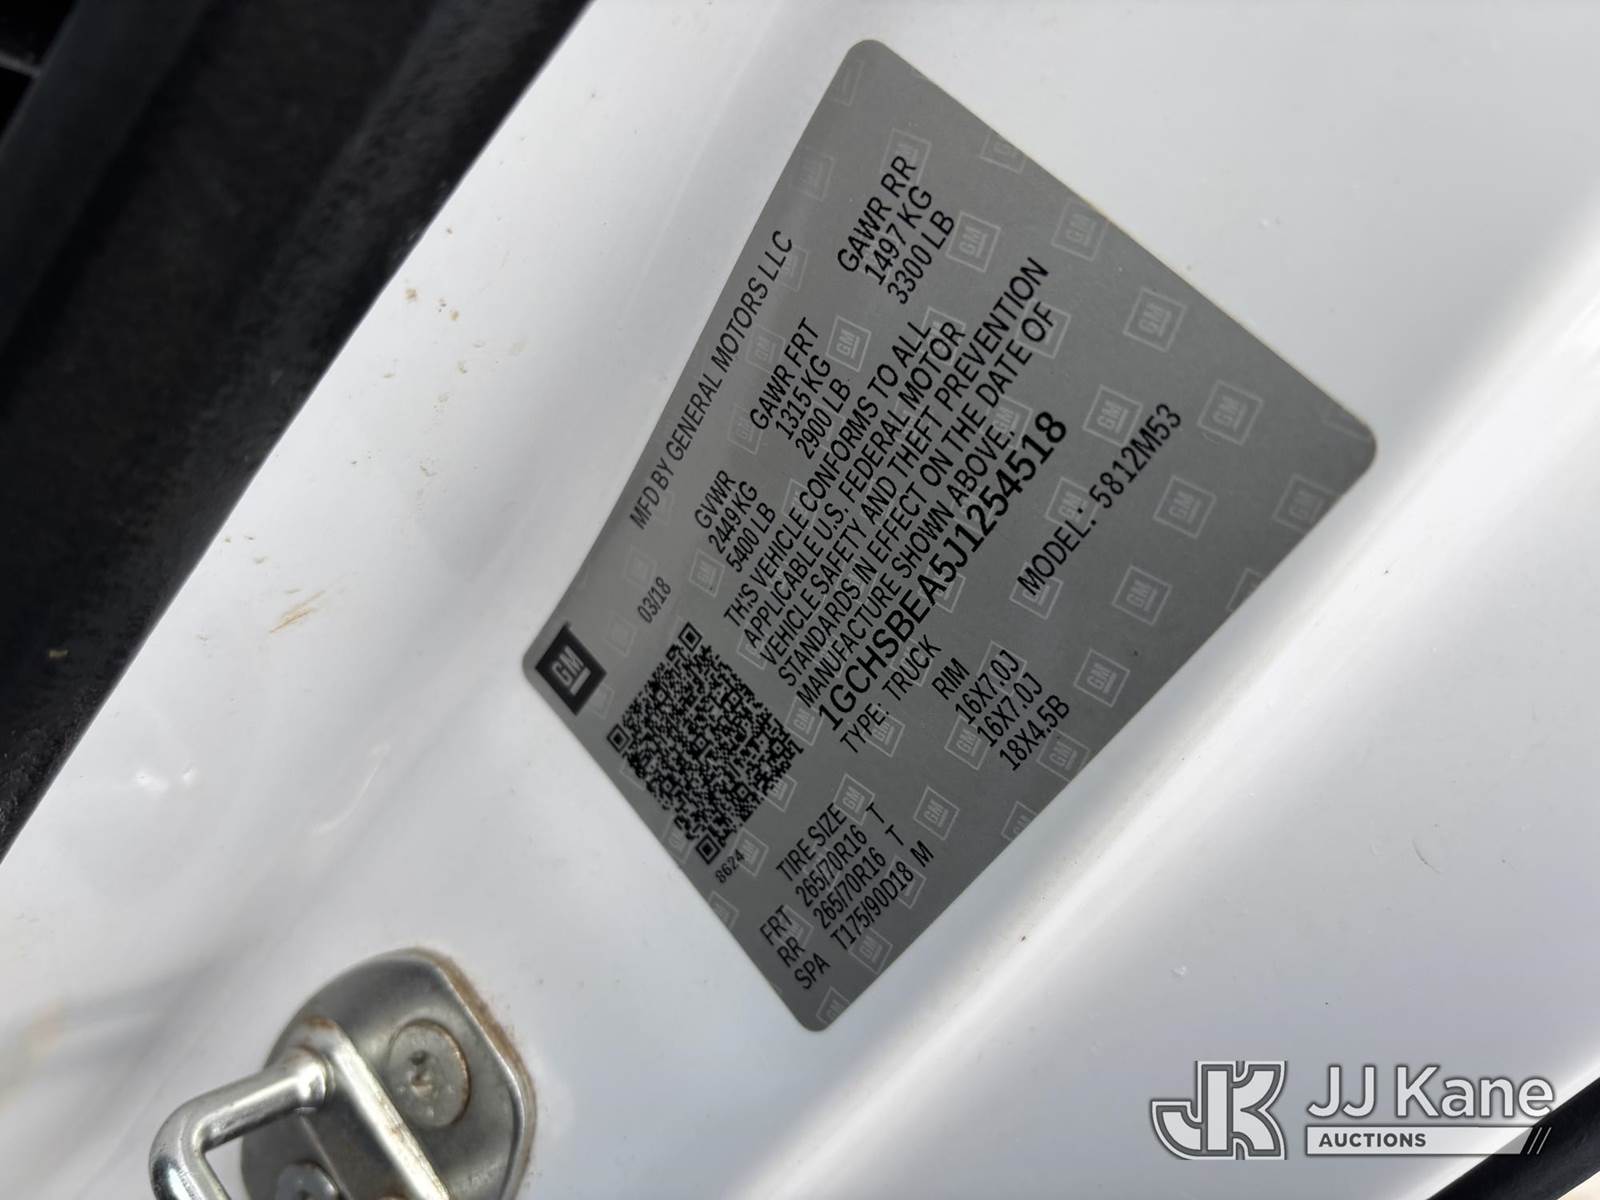 GM
MFD BY GENERAL MOTORS LLC
03/18
GVWR GAWR FRT GAWR RR
2449 KG 1315 KG 1497 KG
5400 LB 2900 LB 3300 LB
THIS VEHICLE CONFORMS TO ALL
APPLICABLE U.S. FEDERAL MOTOR
VEHICLE SAFETY AND THEFT PREVENTION
STANDARDS IN EFFECT ON THE DATE OF
MANUFACTURE SHOWN ABOVE.
1GCHSBEA5J1254518
TYPE: TRUCK MODEL: 5812M53
8624
TIRE SIZE RIM
FRT 265/70R16 T 16X7.0J
RR 265/70R16 T 16X7.0J
SPA T175/90D18 M 18X4.5B
JK JJ Kane
AUCTIONS